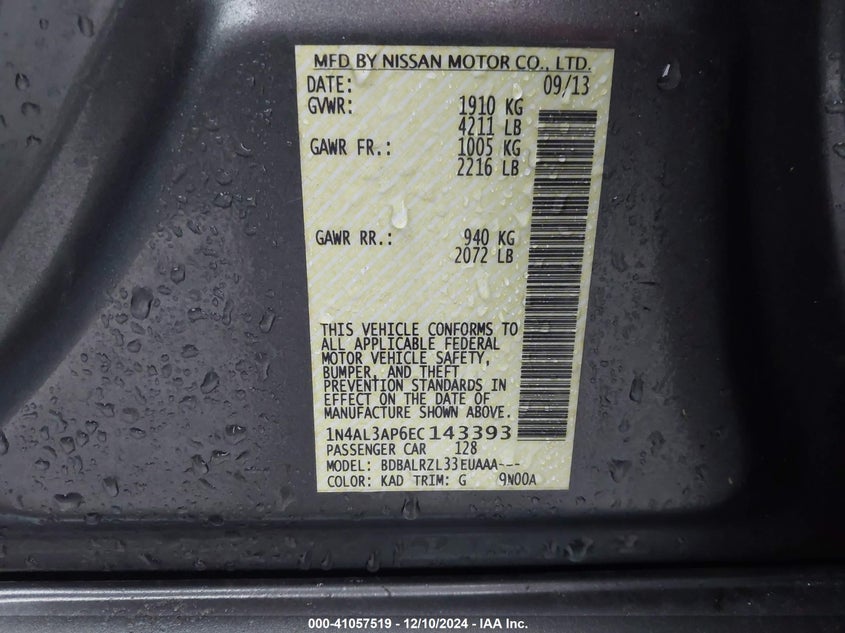 MFD BY NISSAN MOTOR CO., LTD.
DATE: 09/13
GVWR: 1910 KG
4211 LB
GAWR FR.: 1005 KG
2216 LB
GAWR RR.: 940 KG
2072 LB
THIS VEHICLE CONFORMS TO
ALL APPLICABLE FEDERAL
MOTOR VEHICLE SAFETY,
BUMPER, AND THEFT
PREVENTION STANDARDS IN
EFFECT ON THE DATE OF
MANUFACTURE SHOWN ABOVE.
1N4AL3AP6EC143393
PASSENGER CAR 128
MODEL: BDBALRZL33EUAAA---
COLOR: KAD TRIM: G 9N00A
000-41057519 - 12/10/2024 - IAA Inc.